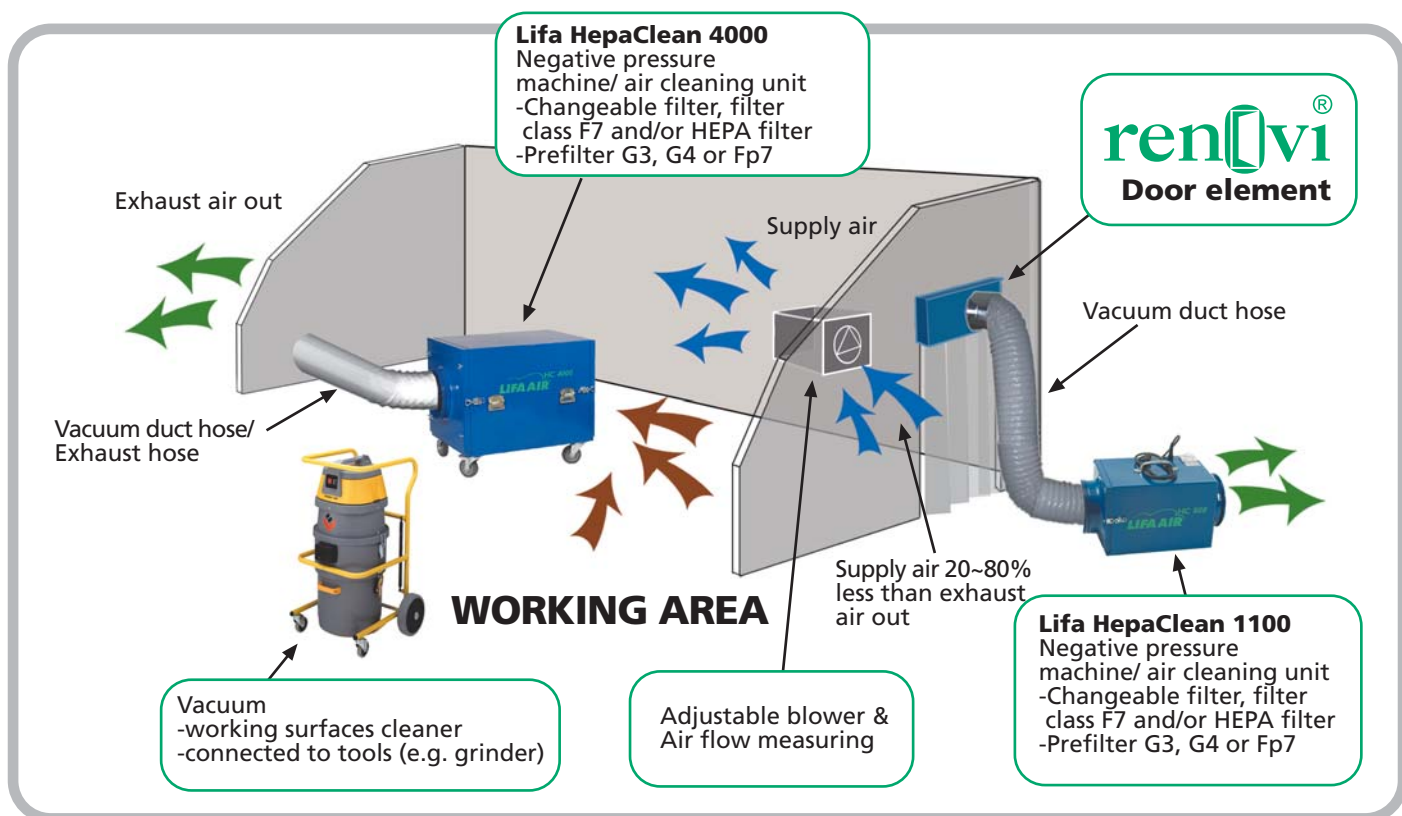 Lifa HepaClean 4000
Negative pressure
machine/ air cleaning unit
-Changeable filter, filter
class F7 and/or HEPA filter
-Prefilter G3, G4 or Fp7
renovi®
Door element
Exhaust air out
Supply air
Vacuum duct hose
HC 4000
LIFAAIR
Vacuum duct hose/
Exhaust hose
LIFAAIR
Supply air 20~80%
less than exhaust
air out
WORKING AREA
Lifa HepaClean 1100
Negative pressure
machine/ air cleaning unit
-Changeable filter, filter
class F7 and/or HEPA filter
-Prefilter G3, G4 or Fp7
Vacuum
-working surfaces cleaner
-connected to tools (e.g. grinder)
Adjustable blower &
Air flow measuring